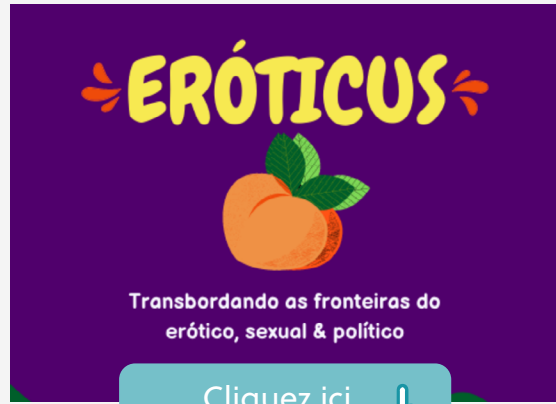 ERÓTICUS
Transbordando as fronteiras do
erótico, sexual & político
Cliquez ici